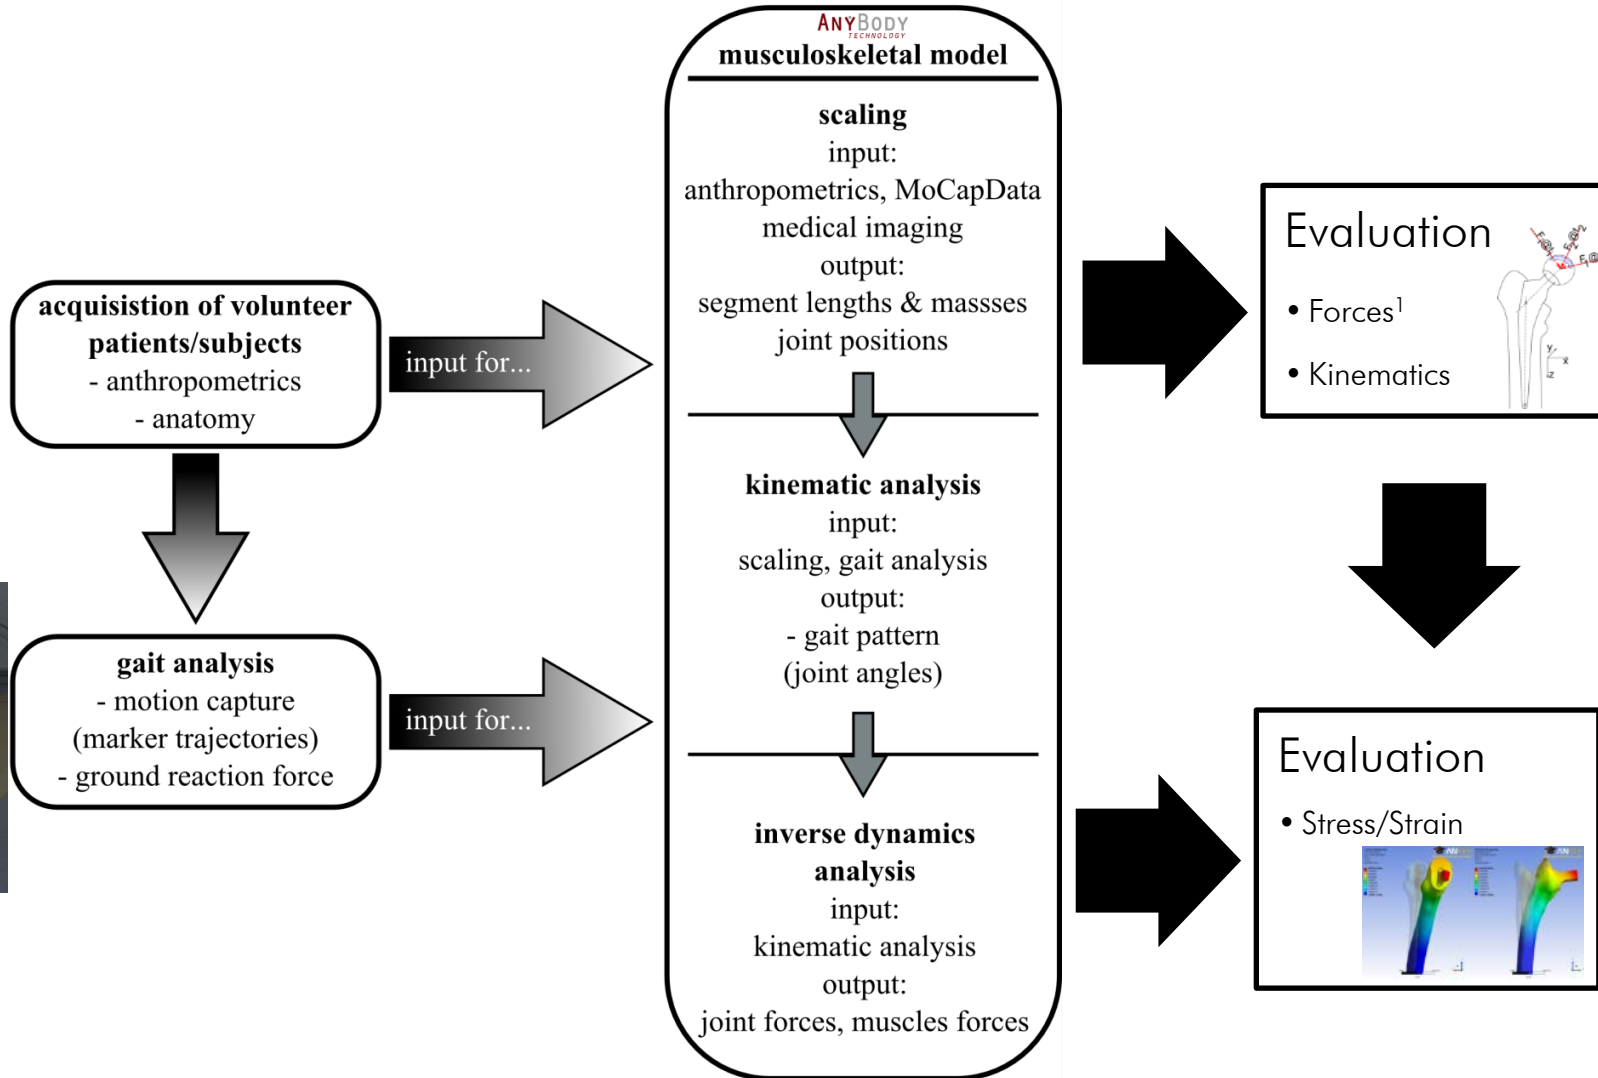 acquisistion of volunteer
patients/subjects
- anthropometrics
- anatomy
input for...
gait analysis
- motion capture
(marker trajectories)
- ground reaction force
input for...
ANYBODY
TECHNOLOGY
musculoskeletal model
scaling
input:
anthropometrics, MoCapData
medical imaging
output:
segment lengths & massses
joint positions
kinematic analysis
input:
scaling, gait analysis
output:
- gait pattern
(joint angles)
inverse dynamics
analysis
input:
kinematic analysis
output:
joint forces, muscles forces
Evaluation
• Forces¹
• Kinematics
y
x
z
Evaluation
• Stress/Strain